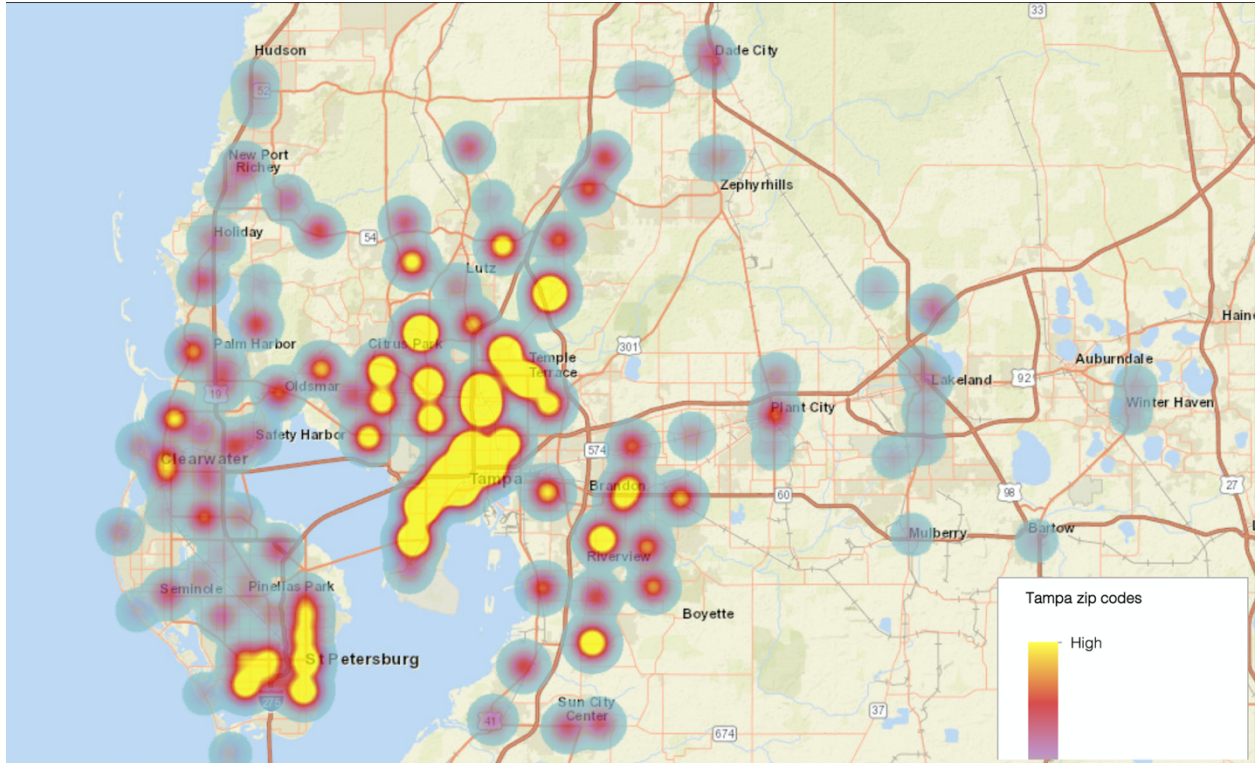 33
Hudson
Dade City
52
New Port
Richey
Zephyrhills
Holiday
54
Lutz
Haine
Palm Harbor
Citrus Park
301
Temple
Terrace
Auburndale
Oldsmar
Lakeland
92
19
Plant City
Winter Haven
Safety Harbor
574
Clearwater
Tampa
Brandon
60
98
27
Mulberry
Bartow
Riverview
Seminole
Pinellas Park
Boyette
Tampa zip codes
High
St Petersburg
275
Sun City
Center
41
37
674